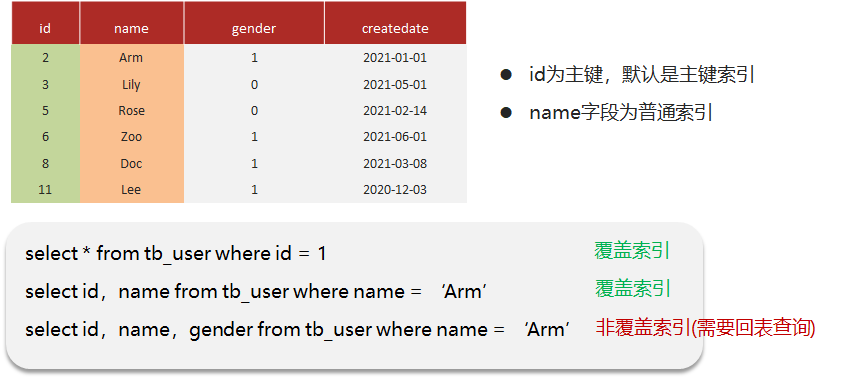 id name gender createdate
2 Arm 1 2021-01-01
3 Lily 0 2021-05-01
5 Rose 0 2021-02-14
6 Zoo 1 2021-06-01
8 Doc 1 2021-03-08
11 Lee 1 2020-12-03
● id为主键，默认是主键索引
● name字段为普通索引
select * from tb_user where id = 1 覆盖索引
select id，name from tb_user where name = ‘Arm’ 覆盖索引
select id，name，gender from tb_user where name = ‘Arm’ 非覆盖索引(需要回表查询)